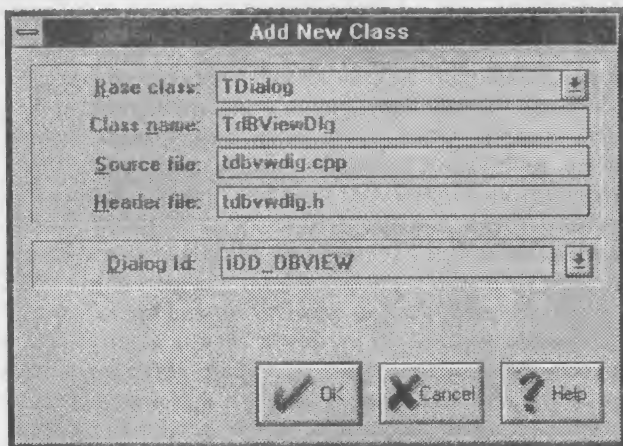 Add New Class
Base class: TDialog
Class name: TdBViewDlg
Source file: tdbvwdlg.cpp
Header file: tdbvwdlg.h
Dialog Id: IDD_DBVIEW
OK Cancel Help